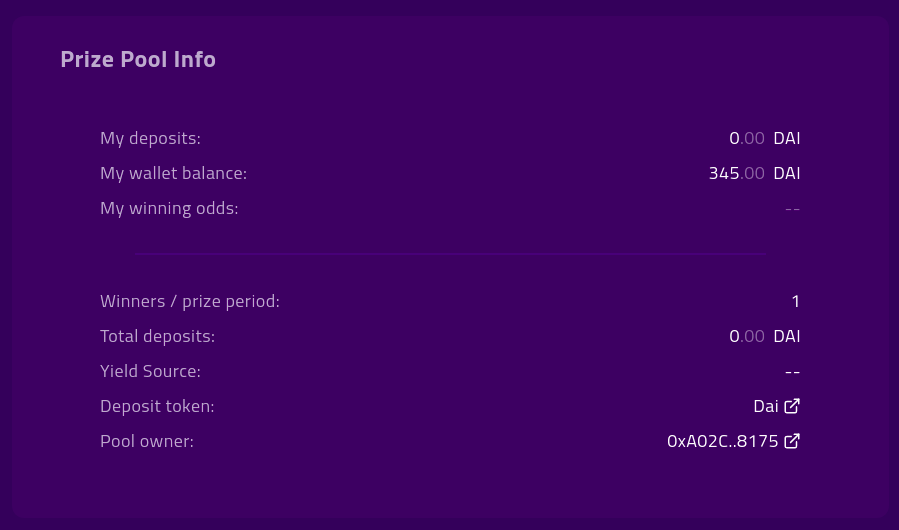 Prize Pool Info
My deposits: 0.00 DAI
My wallet balance: 345.00 DAI
My winning odds: --
Winners / prize period: 1
Total deposits: 0.00 DAI
Yield Source: --
Deposit token: Dai
Pool owner: 0xA02C..8175